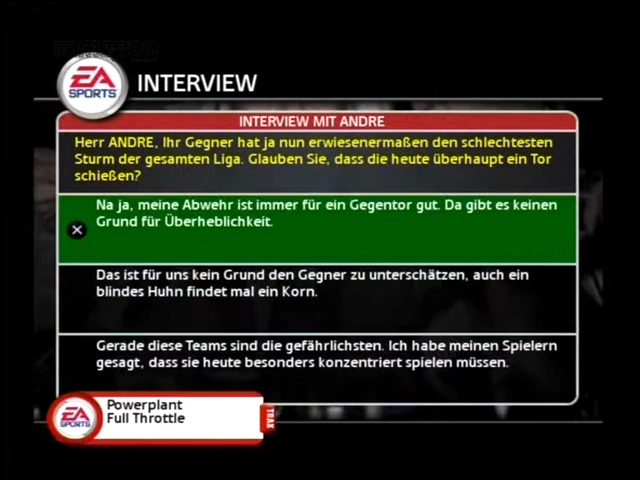 EA
SPORTS
INTERVIEW
INTERVIEW MIT ANDRE
Herr ANDRE, Ihr Gegner hat ja nun erwiesenermaßen den schlechtesten
Sturm der gesamten Liga. Glauben Sie, dass die heute überhaupt ein Tor
schießen?
Na ja, meine Abwehr ist immer für ein Gegentor gut. Da gibt es keinen
Grund für Überheblichkeit.
Das ist für uns kein Grund den Gegner zu unterschätzen, auch ein
blindes Huhn findet mal ein Korn.
Gerade diese Teams sind die gefährlichsten. Ich habe meinen Spielern
gesagt, dass sie heute besonders konzentriert spielen müssen.
EA
SPORTS
Powerplant
Full Throttle
TRAX